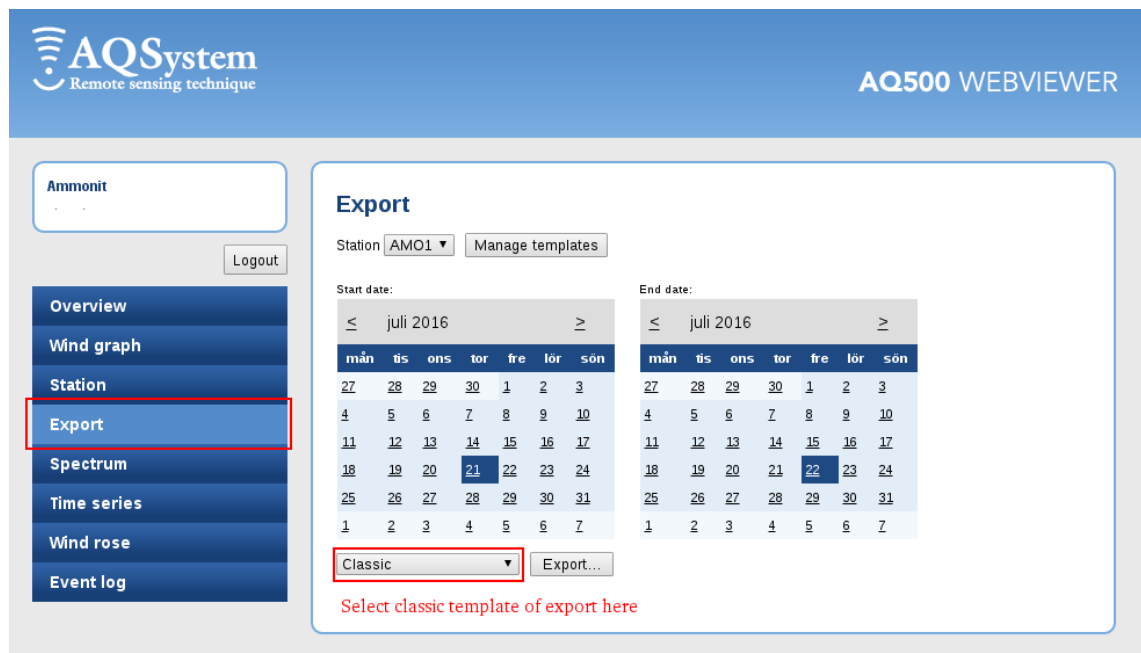 AQSystem
Remote sensing technique
AQ500 WEBVIEWER
Ammonit
Logout
Overview
Wind graph
Station
Export
Spectrum
Time series
Wind rose
Event log
Export
Station AMO1 ▼ Manage templates
Start date:
< juli 2016 >
mån tis ons tor fre lör sön
27 28 29 30 1 2 3
4 5 6 7 8 9 10
11 12 13 14 15 16 17
18 19 20 21 22 23 24
25 26 27 28 29 30 31
1 2 3 4 5 6 7
End date:
< juli 2016 >
mån tis ons tor fre lör sön
27 28 29 30 1 2 3
4 5 6 7 8 9 10
11 12 13 14 15 16 17
18 19 20 21 22 23 24
25 26 27 28 29 30 31
1 2 3 4 5 6 7
Classic ▼ Export...
Select classic template of export here